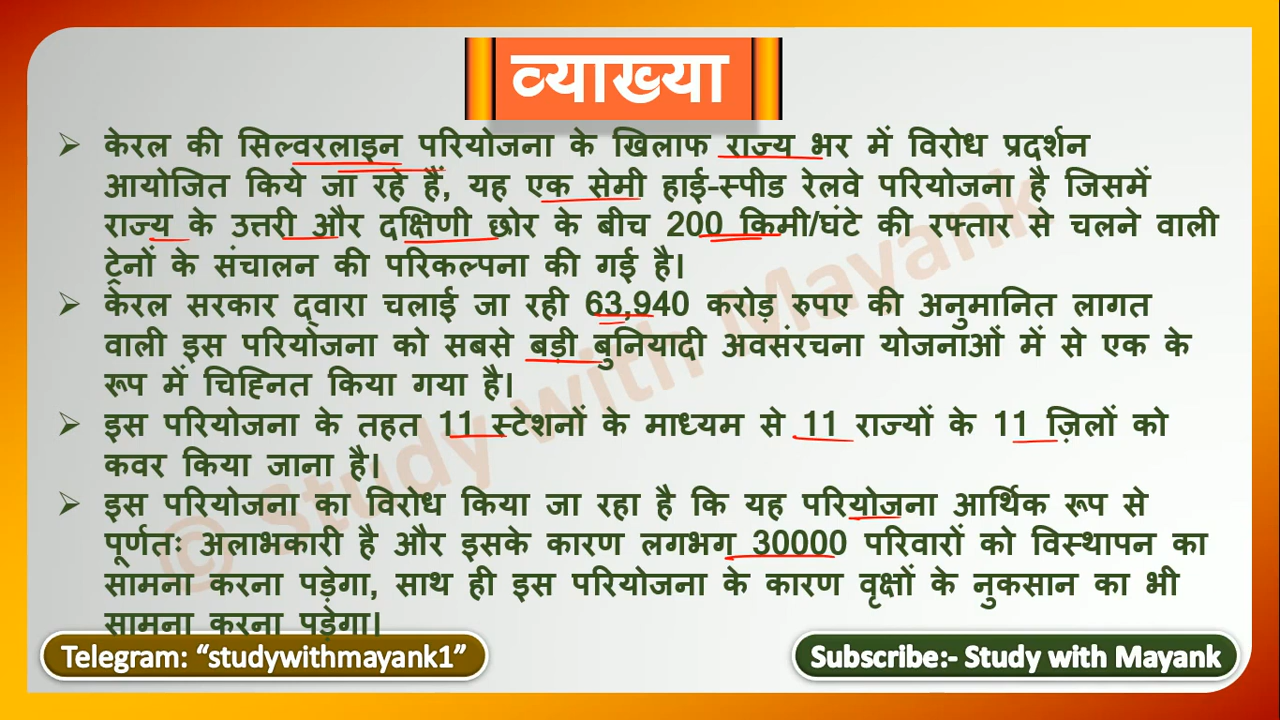 व्याख्या
➢ केरल की सिल्वरलाइन परियोजना के खिलाफ राज्य भर में विरोध प्रदर्शन
आयोजित किये जा रहे हैं, यह एक सेमी हाई-स्पीड रेलवे परियोजना है जिसमें
राज्य के उत्तरी और दक्षिणी छोर के बीच 200 किमी/घंटे की रफ्तार से चलने वाली
ट्रेनों के संचालन की परिकल्पना की गई है।
➢ केरल सरकार द्वारा चलाई जा रही 63,940 करोड़ रुपए की अनुमानित लागत
वाली इस परियोजना को सबसे बड़ी बुनियादी अवसंरचना योजनाओं में से एक के
रूप में चिह्नित किया गया है।
➢ इस परियोजना के तहत 11 स्टेशनों के माध्यम से 11 राज्यों के 11 ज़िलों को
कवर किया जाना है।
➢ इस परियोजना का विरोध किया जा रहा है कि यह परियोजना आर्थिक रूप से
पूर्णतः अलाभकारी है और इसके कारण लगभग 30000 परिवारों को विस्थापन का
सामना करना पड़ेगा, साथ ही इस परियोजना के कारण वृक्षों के नुकसान का भी
सामना करना पड़ेगा।
© Study with Mayank
Telegram: “studywithmayank1”
Subscribe:- Study with Mayank